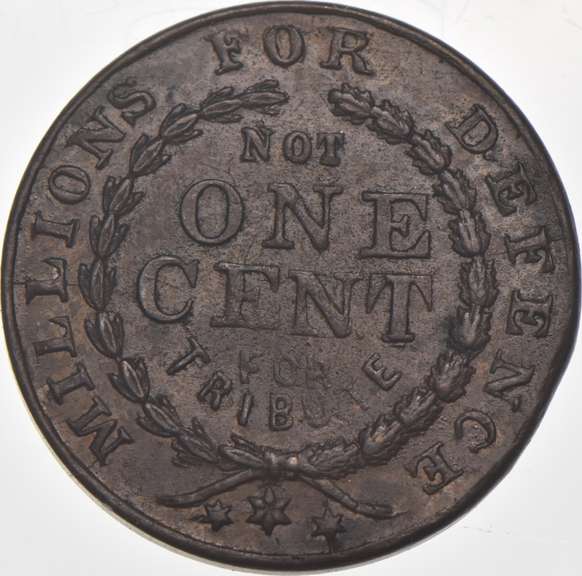 MILLIONS FOR DEFENCE
NOT
ONE
CENT
FOR
TRIBUTE